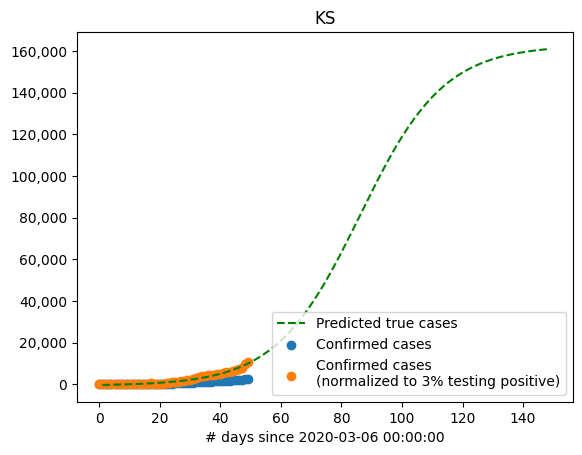 KS
160,000
140,000
120,000
100,000
80,000
60,000
40,000
20,000
0
Predicted true cases
Confirmed cases
Confirmed cases
(normalized to 3% testing positive)
0 20 40 60 80 100 120 140
# days since 2020-03-06 00:00:00